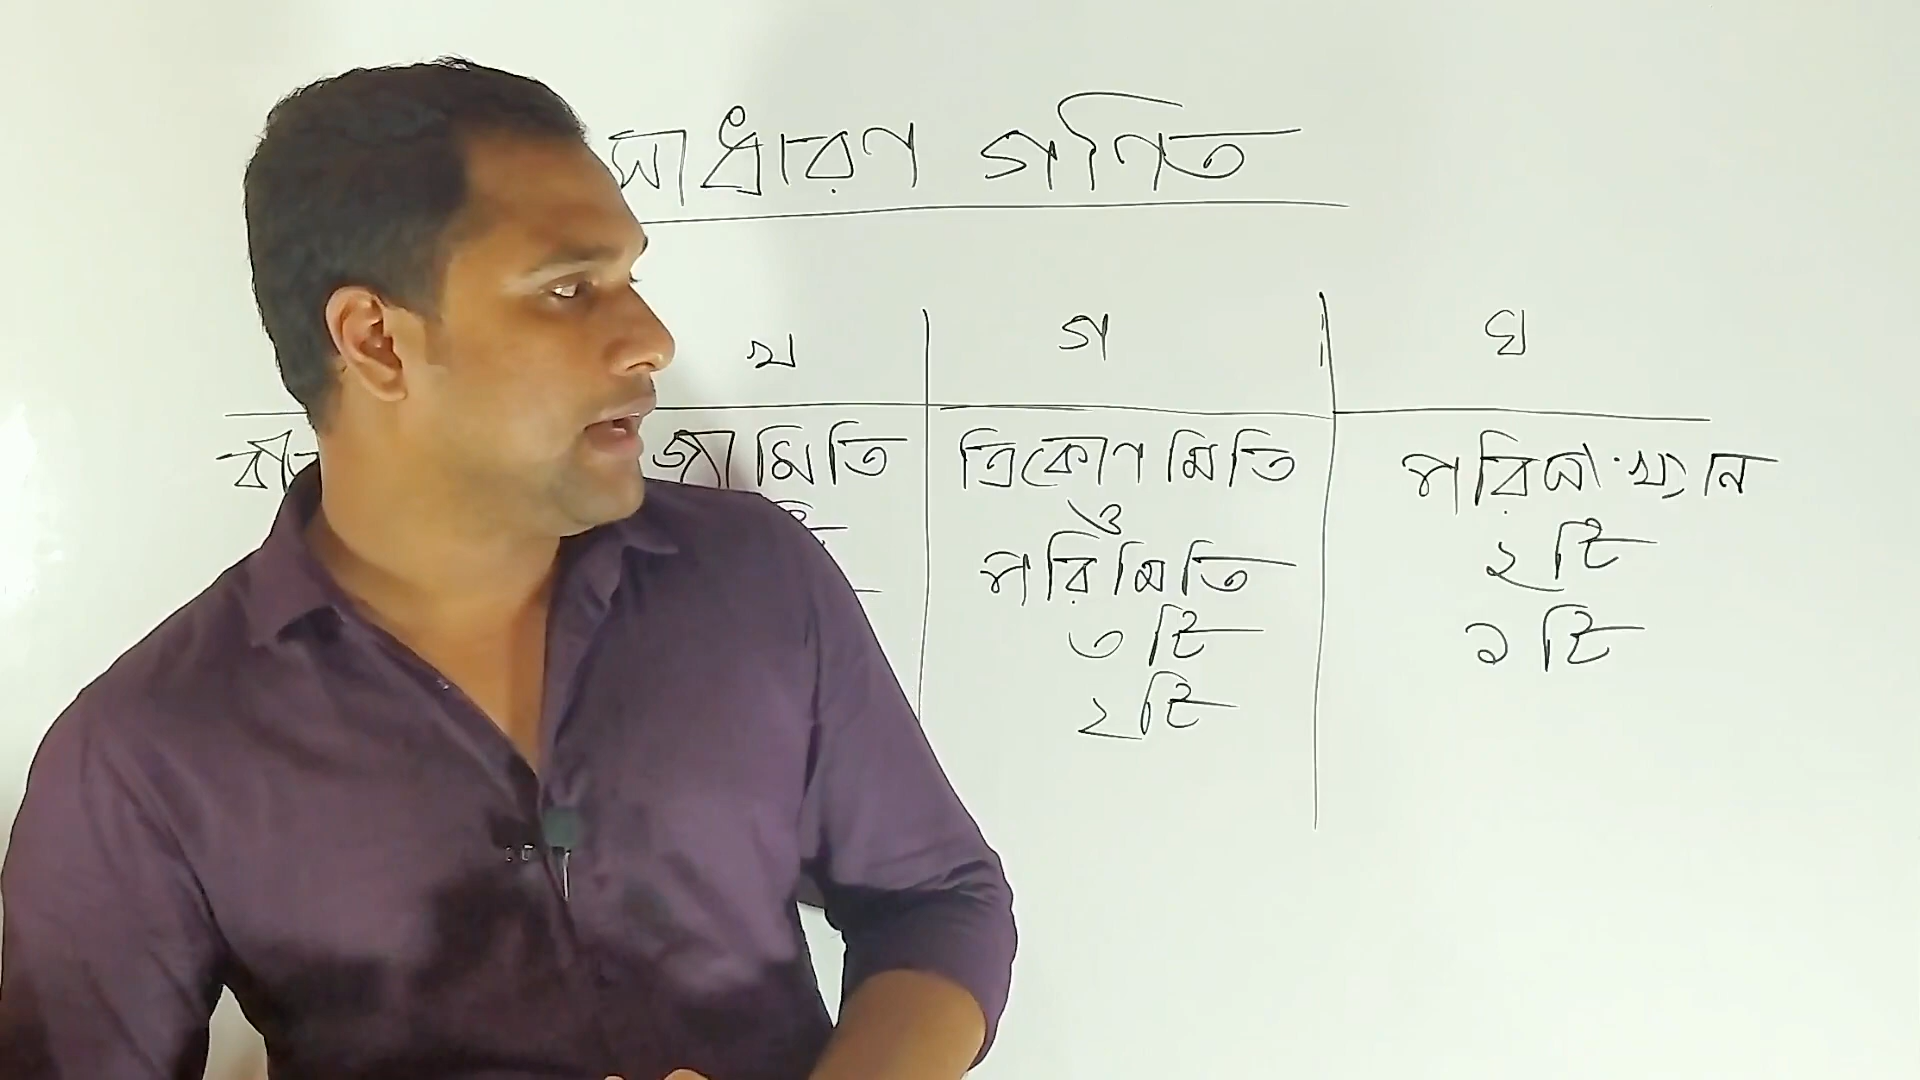 সাধারণ গণিত
খ গ ঘ
জ্যামিতি ত্রিকোণমিতি পরিসাংখ্যান
ও ২টি
পরিমিতি ১টি
৩টি
২টি